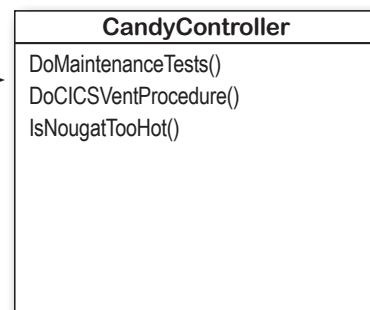 CandyController
DoMaintenanceTests()
DoCICSVentProcedure()
IsNougatTooHot()